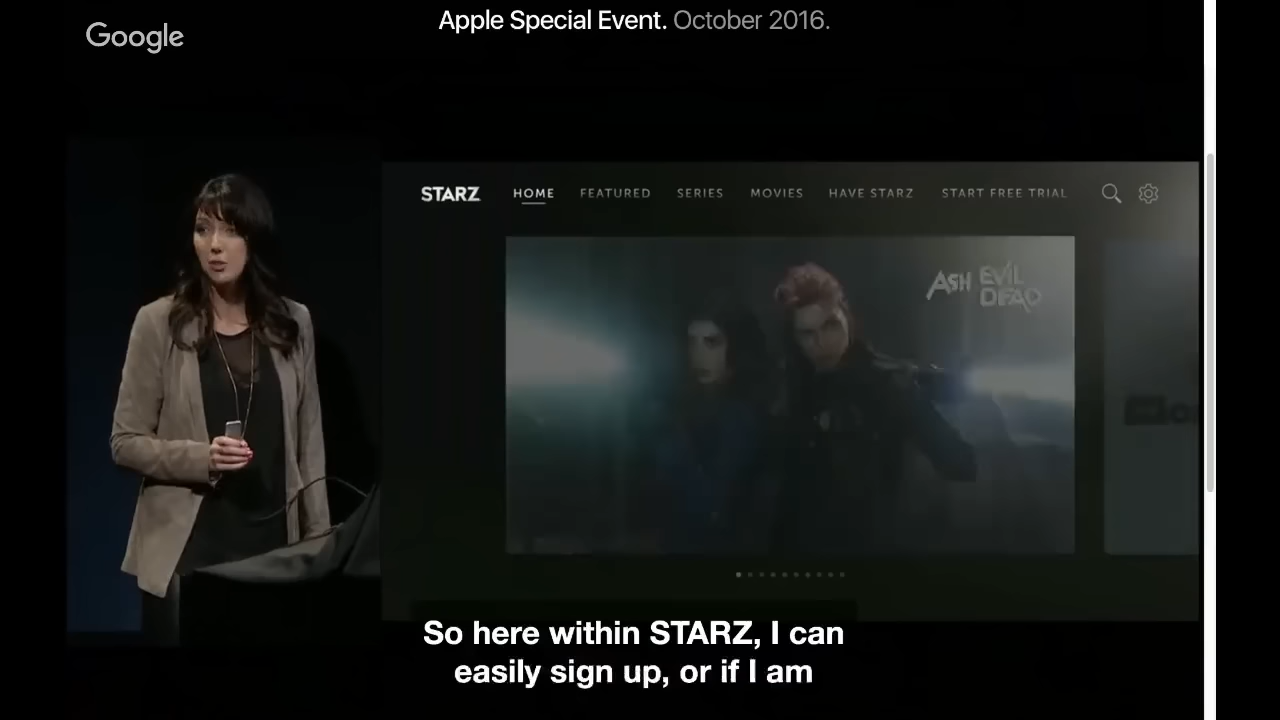 Apple Special Event. October 2016.
Google
STARZ HOME FEATURED SERIES MOVIES HAVE STARZ START FREE TRIAL
ASH EVIL
DEAD
So here within STARZ, I can
easily sign up, or if I am